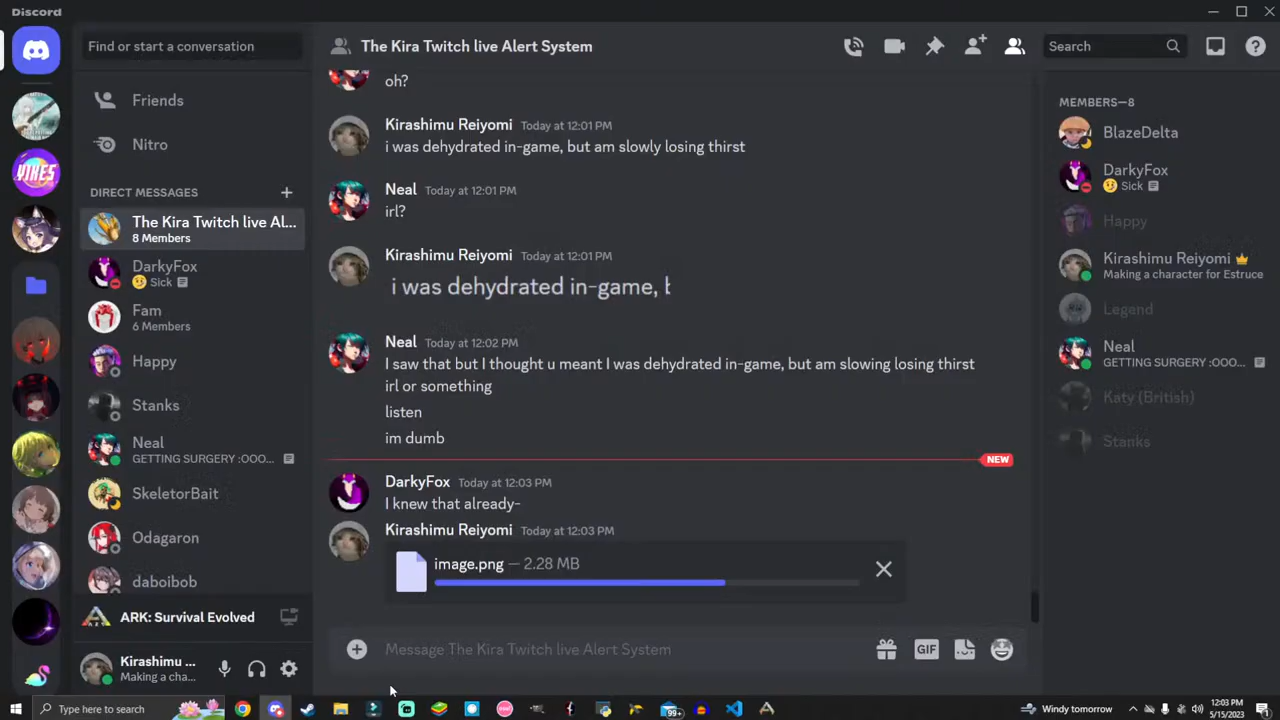 Discord
Find or start a conversation
The Kira Twitch live Alert System
Search
Friends
Nitro
DIRECT MESSAGES
The Kira Twitch live Al...
8 Members
DarkyFox
Sick
Fam
6 Members
Happy
Stanks
Neal
GETTING SURGERY :OOO...
SkeletorBait
Odagaron
daboibob
ARK: Survival Evolved
Kirashimu ...
Making a cha...
YIKES
oh?
Kirashimu Reiyomi Today at 12:01 PM
i was dehydrated in-game, but am slowly losing thirst
Neal Today at 12:01 PM
irl?
Kirashimu Reiyomi Today at 12:01 PM
i was dehydrated in-game,
Neal Today at 12:02 PM
I saw that but I thought u meant I was dehydrated in-game, but am slowing losing thirst
irl or something
listen
im dumb
NEW
DarkyFox Today at 12:03 PM
I knew that already-
Kirashimu Reiyomi Today at 12:03 PM
image.png — 2.28 MB
Message The Kira Twitch live Alert System
GIF
MEMBERS—8
BlazeDelta
DarkyFox
Sick
Happy
Kirashimu Reiyomi
Making a character for Estruce
Legend
Neal
GETTING SURGERY :OOO...
Katy (British)
Stanks
Type here to search
99+
Windy tomorrow
12:03 PM
5/15/2023